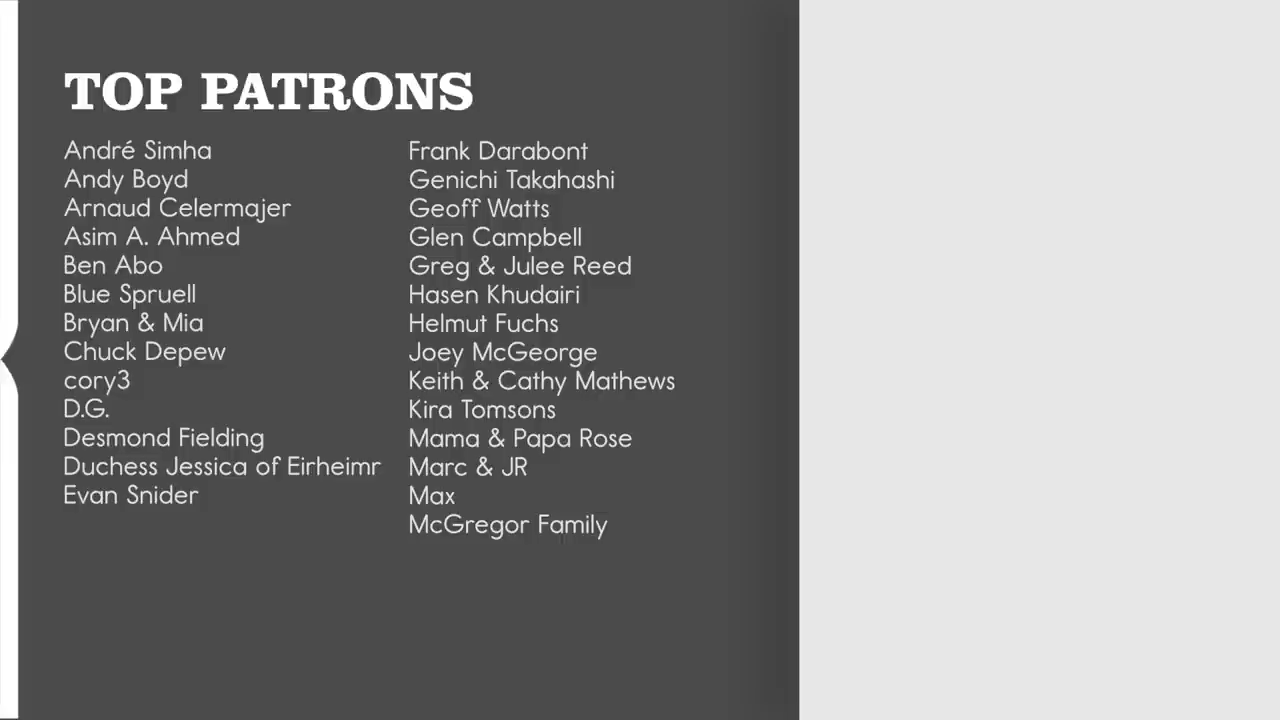 TOP PATRONS
André Simha
Andy Boyd
Arnaud Celermajer
Asim A. Ahmed
Ben Abo
Blue Spruell
Bryan & Mia
Chuck Depew
cory3
D.G.
Desmond Fielding
Duchess Jessica of Eirheimr
Evan Snider
Frank Darabont
Genichi Takahashi
Geoff Watts
Glen Campbell
Greg & Julee Reed
Hasen Khudairi
Helmut Fuchs
Joey McGeorge
Keith & Cathy Mathews
Kira Tomsons
Mama & Papa Rose
Marc & JR
Max
McGregor Family